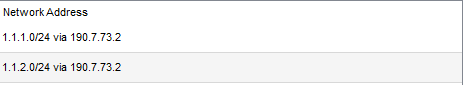 Network Address
1.1.1.0/24 via 190.7.73.2
1.1.2.0/24 via 190.7.73.2